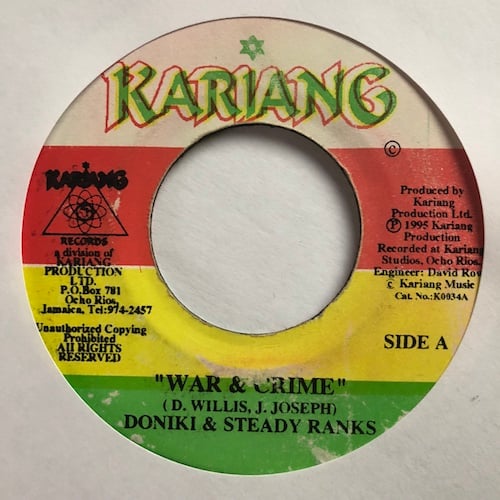 KARIANG
©
KARIANG
RECORDS
a division of
KARIANG
PRODUCTION
LTD.
P.O.Box 781
Ocho Rios,
Jamaica, Tel:974-2457
Unauthorized Copying
Prohibited
All RIGHTS
RESERVED
Produced by
Kariang
Production Ltd.
℗ 1995 Kariang
Production
Recorded at Kariang
Studios, Ocho Rios.
Engineer: David Row
c Kariang Music
Cat. No.:K0034A
SIDE A
"WAR & CRIME"
( D. WILLIS, J. JOSEPH)
DONIKI & STEADY RANKS